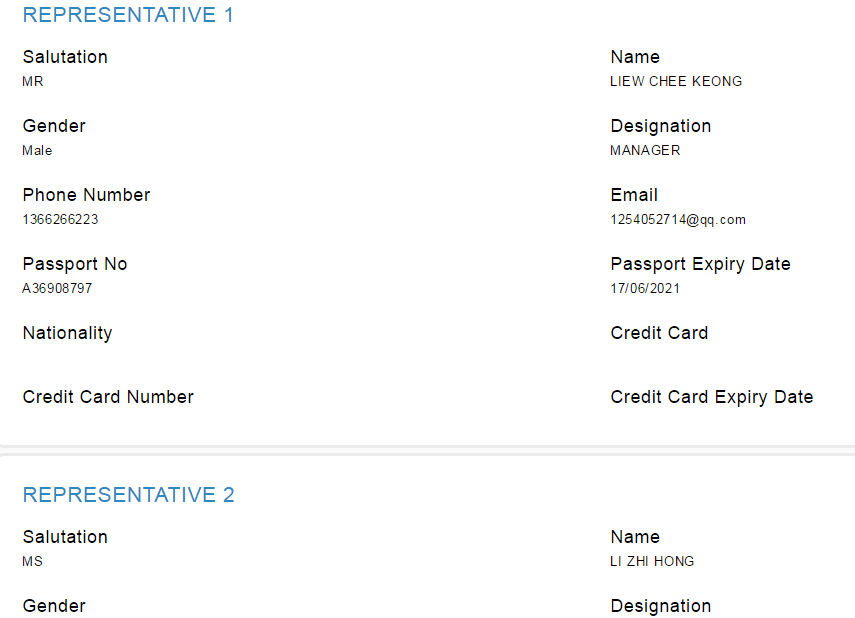 REPRESENTATIVE 1
Salutation Name
MR LIEW CHEE KEONG
Gender Designation
Male MANAGER
Phone Number Email
1366266223 1254052714@qq.com
Passport No Passport Expiry Date
A36908797 17/06/2021
Nationality Credit Card
Credit Card Number Credit Card Expiry Date
REPRESENTATIVE 2
Salutation Name
MS LI ZHI HONG
Gender Designation